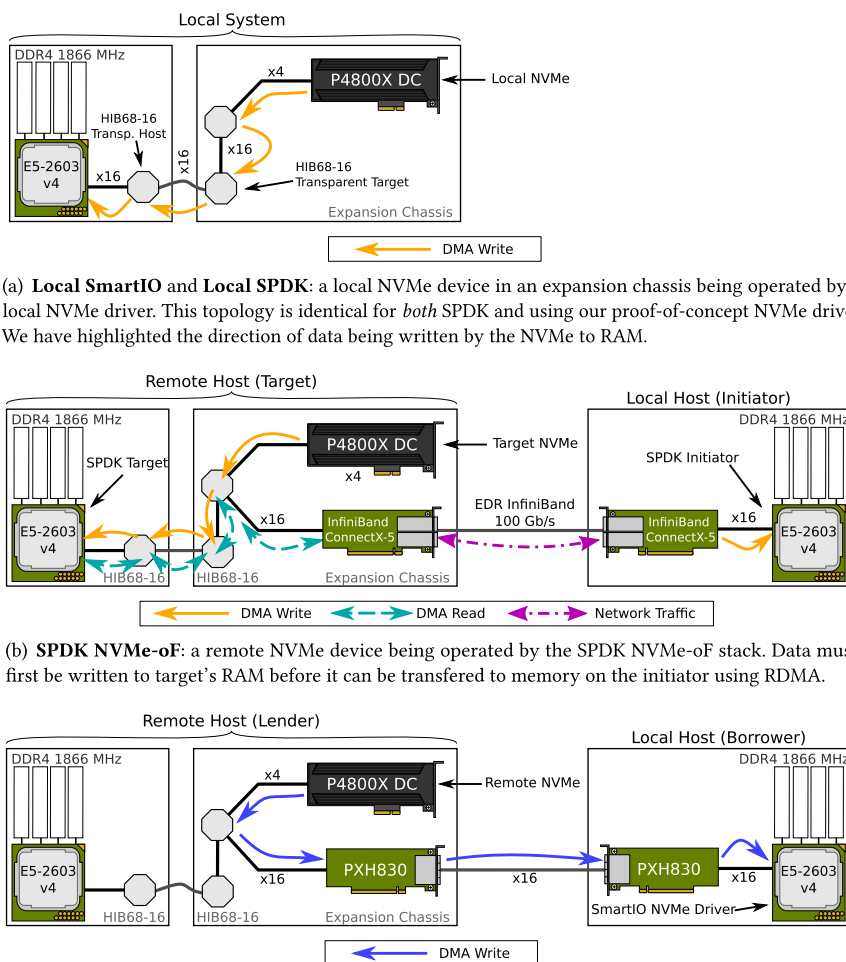 Local System
DDR4 1866 MHz
x4
P4800X DC
Local NVMe
HIB68-16
Transp. Host
x16
x16
E5-2603
v4
x16
HIB68-16
Transparent Target
Expansion Chassis
DMA Write
(a) Local SmartIO and Local SPDK: a local NVMe device in an expansion chassis being operated by
local NVMe driver. This topology is identical for both SPDK and using our proof-of-concept NVMe drive
We have highlighted the direction of data being written by the NVMe to RAM.
Remote Host (Target)
Local Host (Initiator)
DDR4 1866 MHz
P4800X DC
Target NVMe
DDR4 1866 MHz
SPDK Target
x4
SPDK Initiator
E5-2603
v4
x16
InfiniBand
ConnectX-5
EDR InfiniBand
100 Gb/s
InfiniBand
ConnectX-5
x16
E5-2603
v4
HIB68-16
HIB68-16
Expansion Chassis
DMA Write
DMA Read
Network Traffic
(b) SPDK NVMe-oF: a remote NVMe device being operated by the SPDK NVMe-oF stack. Data mus
first be written to target's RAM before it can be transfered to memory on the initiator using RDMA.
Remote Host (Lender)
Local Host (Borrower)
DDR4 1866 MHz
x4
P4800X DC
Remote NVMe
DDR4 1866 MHz
E5-2603
v4
x16
PXH830
x16
PXH830
x16
E5-2603
v4
HIB68-16
HIB68-16
Expansion Chassis
SmartIO NVMe Driver
DMA Write